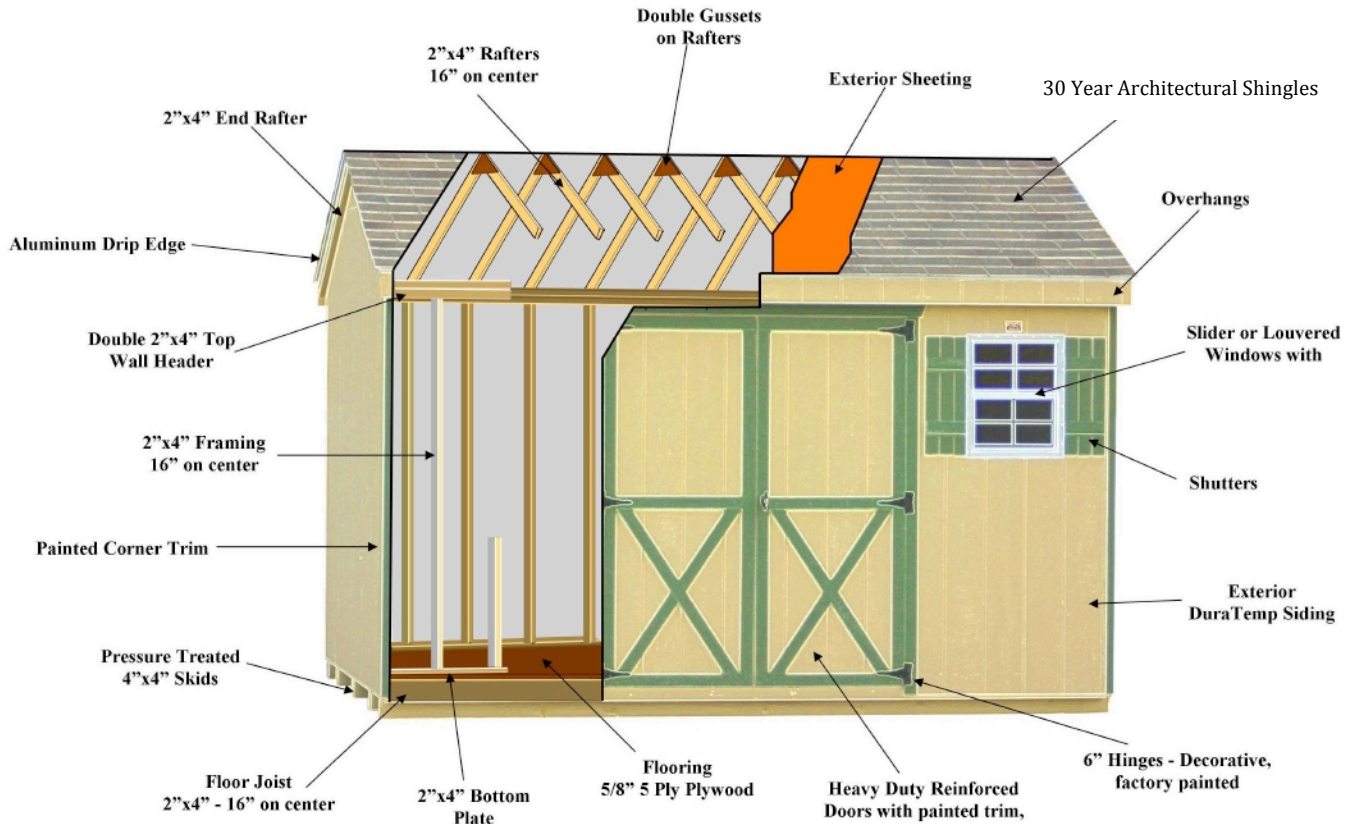 Double Gussets
on Rafters
2”x4” Rafters
16” on center
Exterior Sheeting
30 Year Architectural Shingles
2”x4” End Rafter
Overhangs
Aluminum Drip Edge
Double 2”x4” Top
Wall Header
Slider or Louvered
Windows with
2”x4” Framing
16” on center
Shutters
Painted Corner Trim
Exterior
DuraTemp Siding
Pressure Treated
4”x4” Skids
Floor Joist
2”x4” - 16” on center
2”x4” Bottom
Plate
Flooring
5/8” 5 Ply Plywood
Heavy Duty Reinforced
Doors with painted trim,
6” Hinges - Decorative,
factory painted